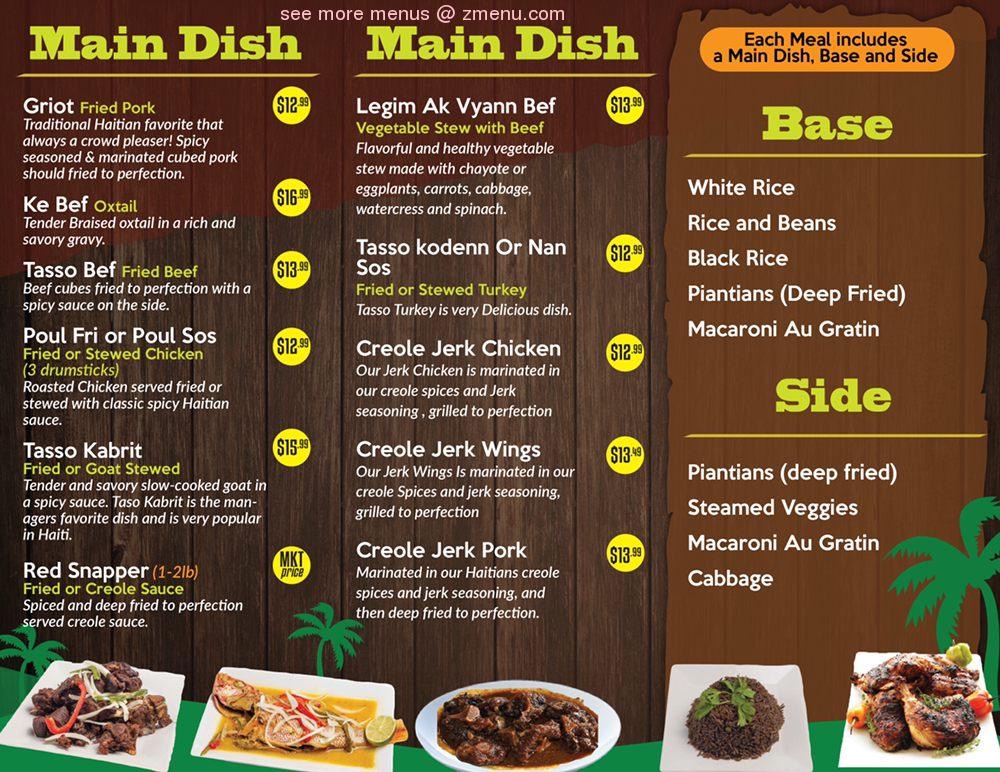 see more menus @ zmenu.com
Main Dish
Griot Fried Pork
$12.99
Traditional Haitian favorite that
always a crowd pleaser! Spicy
seasoned & marinated cubed pork
should fried to perfection.
Ke Bef Oxtail
$16.99
Tender Braised oxtail in a rich and
savory gravy.
Tasso Bef Fried Beef
$13.99
Beef cubes fried to perfection with a
spicy sauce on the side.
Poul Fri or Poul Sos
$12.99
Fried or Stewed Chicken
(3 drumsticks)
Roasted Chicken served fried or
stewed with classic spicy Haitian
sauce.
Tasso Kabrit
$15.99
Fried or Goat Stewed
Tender and savory slow-cooked goat in
a spicy sauce. Taso Kabrit is the man-
agers favorite dish and is very popular
in Haiti.
Red Snapper (1-2lb)
MKT
price
Fried or Creole Sauce
Spiced and deep fried to perfection
served creole sauce.
Main Dish
Legim Ak Vyann Bef
$13.99
Vegetable Stew with Beef
Flavorful and healthy vegetable
stew made with chayote or
eggplants, carrots, cabbage,
watercress and spinach.
Tasso kodenn Or Nan
Sos
$12.99
Fried or Stewed Turkey
Tasso Turkey is very Delicious dish.
Creole Jerk Chicken
$12.99
Our Jerk Chicken is marinated in
our creole spices and Jerk
seasoning , grilled to perfection
Creole Jerk Wings
$13.49
Our Jerk Wings Is marinated in our
creole Spices and jerk seasoning,
grilled to perfection
Creole Jerk Pork
$13.99
Marinated in our Haitians creole
spices and jerk seasoning, and
then deep fried to perfection.
Each Meal includes
a Main Dish, Base and Side
Base
White Rice
Rice and Beans
Black Rice
Piantians (Deep Fried)
Macaroni Au Gratin
Side
Piantians (deep fried)
Steamed Veggies
Macaroni Au Gratin
Cabbage